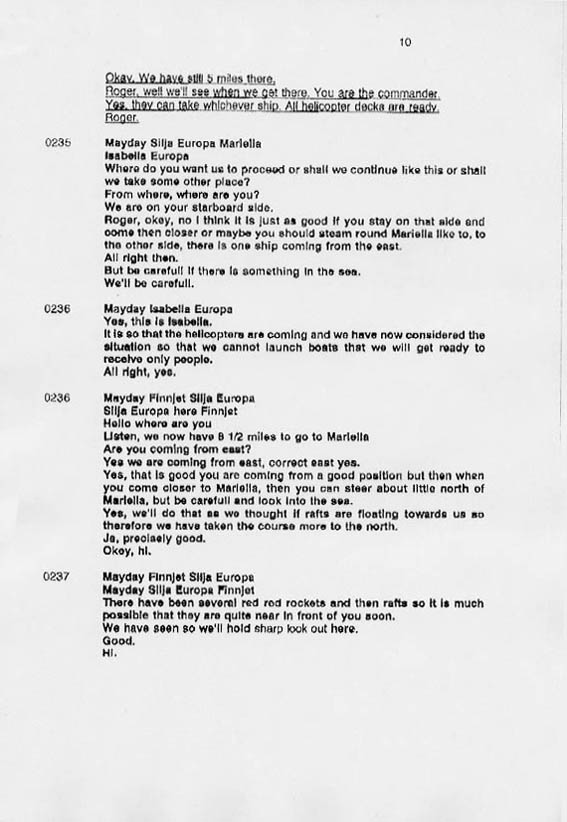 10
Okay. We have still 5 miles there.
Roger, well we'll see when we get there. You are the commander.
Yes, they can take whichever ship. All helicopter decks are ready.
Roger.
0235 Mayday Silja Europa Mariella
Isabella Europa
Where do you want us to proceed or shall we continue like this or shall
we take some other place?
From where, where are you?
We are on your starboard side.
Roger, okey, no I think it is just as good if you stay on that side and
come then closer or maybe you should steam round Mariella like to, to
the other side, there is one ship coming from the east.
All right then.
But be carefull if there is something in the sea.
We'll be carefull.
0236 Mayday Isabella Europa
Yes, this is Isabella.
It is so that the helicopters are coming and we have now considered the
situation so that we cannot launch boats that we will get ready to
receive only people.
All right, yes.
0236 Mayday Finnjet Silja Europa
Silja Europa here Finnjet
Hello where are you
Listen, we now have 8 1/2 miles to go to Mariella
Are you coming from east?
Yes we are coming from east, correct east yes.
Yes, that is good you are coming from a good position but then when
you come closer to Mariella, then you can steer about little north of
Mariella, but be carefull and look into the sea.
Yes, we'll do that as we thought if rafts are floating towards us so
therefore we have taken the course more to the north.
Ja, precisely good.
Okey, hi.
0237 Mayday Finnjet Silja Europa
Mayday Silja Europa Finnjet
There have been several red red rockets and then rafts so it is much
possible that they are quite near in front of you soon.
We have seen so we'll hold sharp look out here.
Good.
Hi.